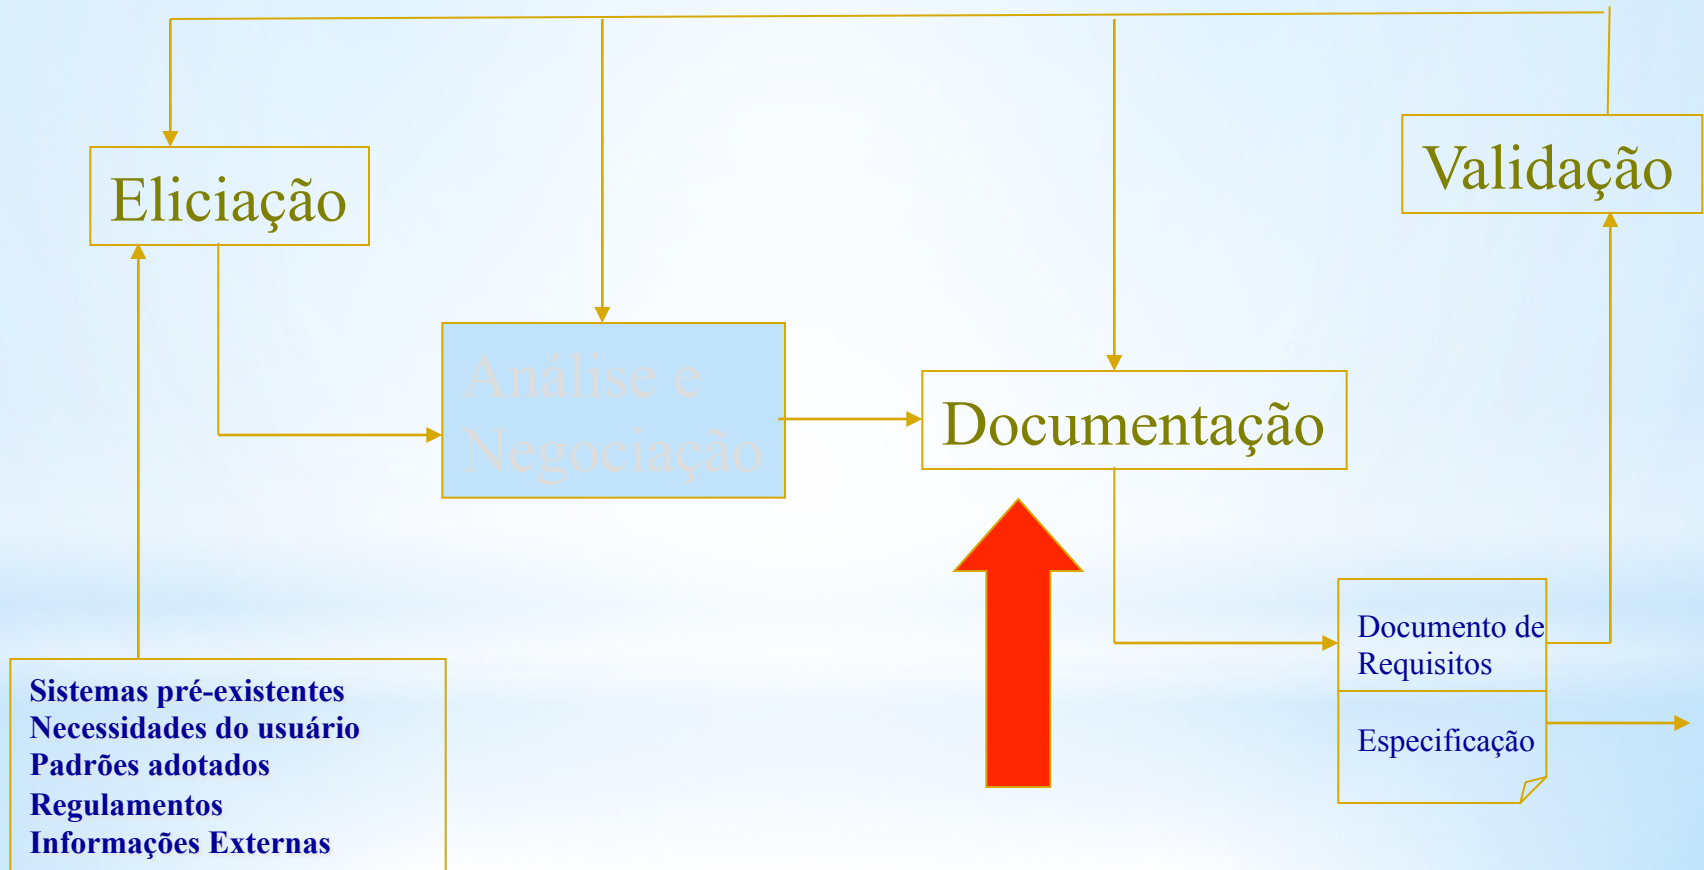 Eliciação
Validação
Análise e
Negociação
Documentação
Documento de
Requisitos
Especificação
Sistemas pré-existentes
Necessidades do usuário
Padrões adotados
Regulamentos
Informações Externas